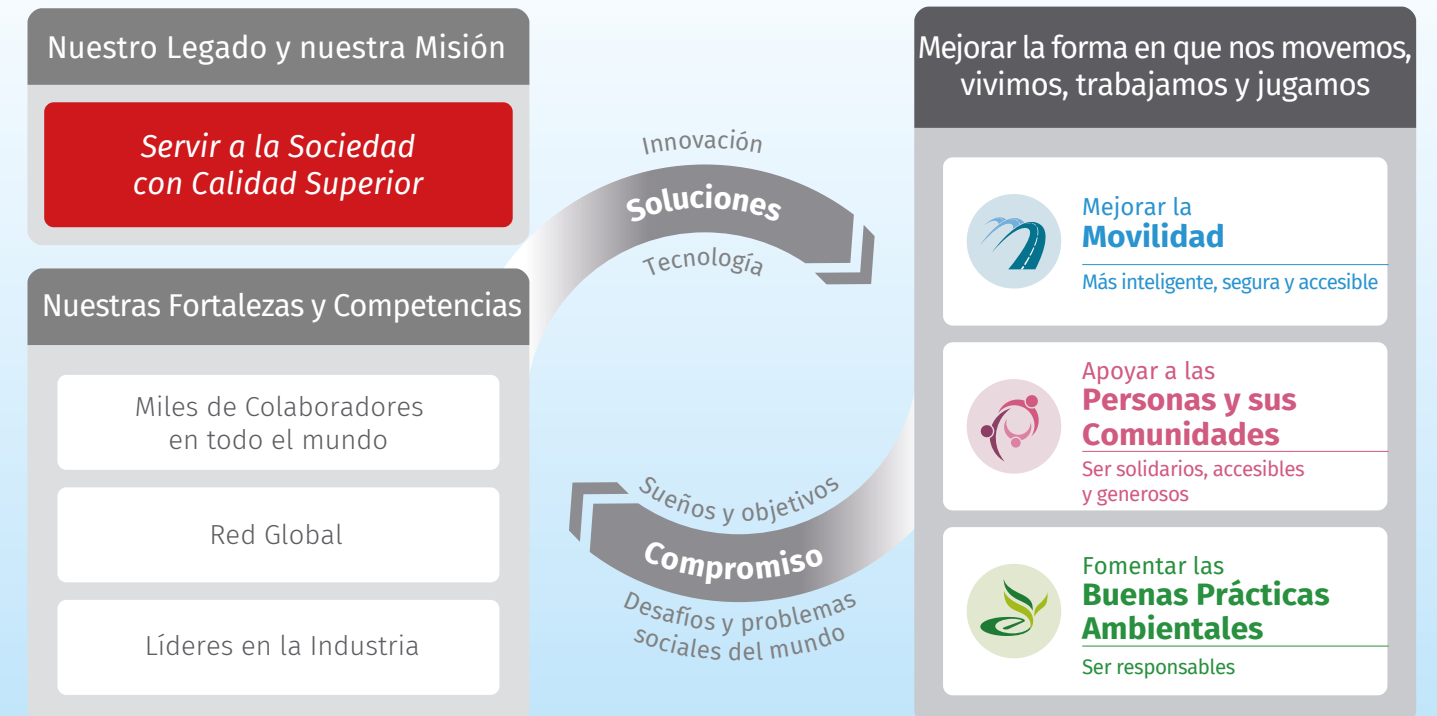 Nuestro Legado y nuestra Misión
Servir a la Sociedad
con Calidad Superior
Nuestras Fortalezas y Competencias
Miles de Colaboradores
en todo el mundo
Red Global
Líderes en la Industria
Innovación
Soluciones
Tecnología
Sueños y objetivos
Compromiso
Desafíos y problemas
sociales del mundo
Mejorar la forma en que nos movemos,
vivimos, trabajamos y jugamos
Mejorar la
Movilidad
Más inteligente, segura y accesible
Apoyar a las
Personas y sus
Comunidades
Ser solidarios, accesibles
y generosos
Fomentar las
Buenas Prácticas
Ambientales
Ser responsables